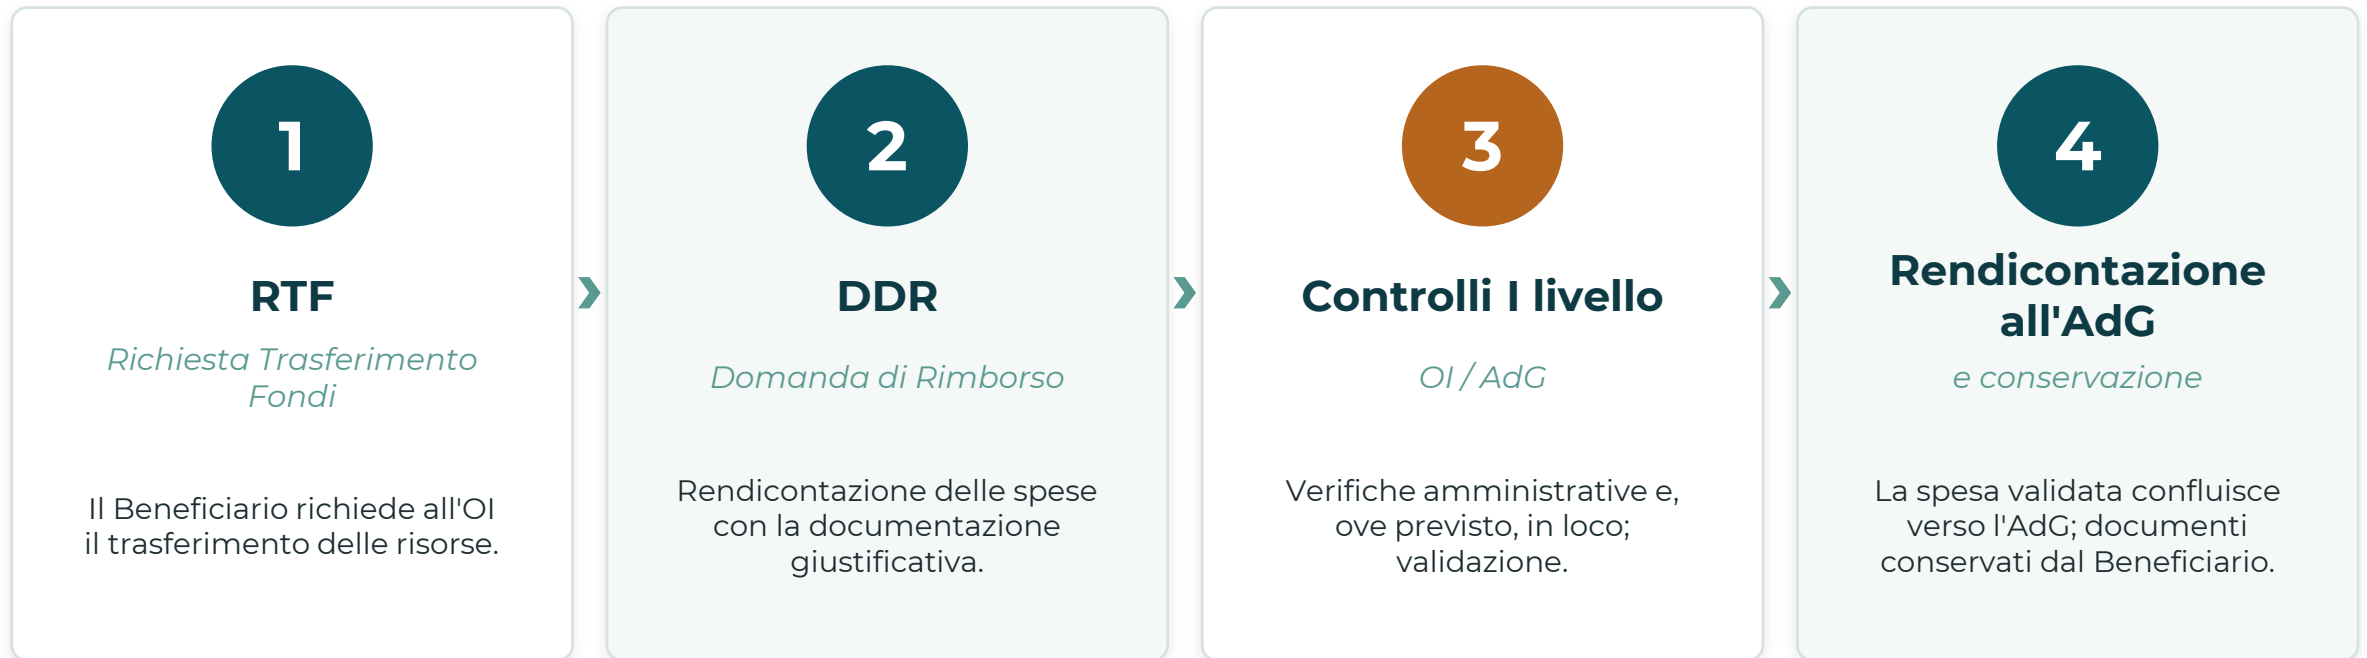 1
RTF
Richiesta Trasferimento
Fondi
Il Beneficiario richiede all'OI
il trasferimento delle risorse.
›
2
DDR
Domanda di Rimborso
Rendicontazione delle spese
con la documentazione
giustificativa.
›
3
Controlli I livello
OI / AdG
Verifiche amministrative e,
ove previsto, in loco;
validazione.
›
4
Rendicontazione
all'AdG
e conservazione
La spesa validata confluisce
verso l'AdG; documenti
conservati dal Beneficiario.